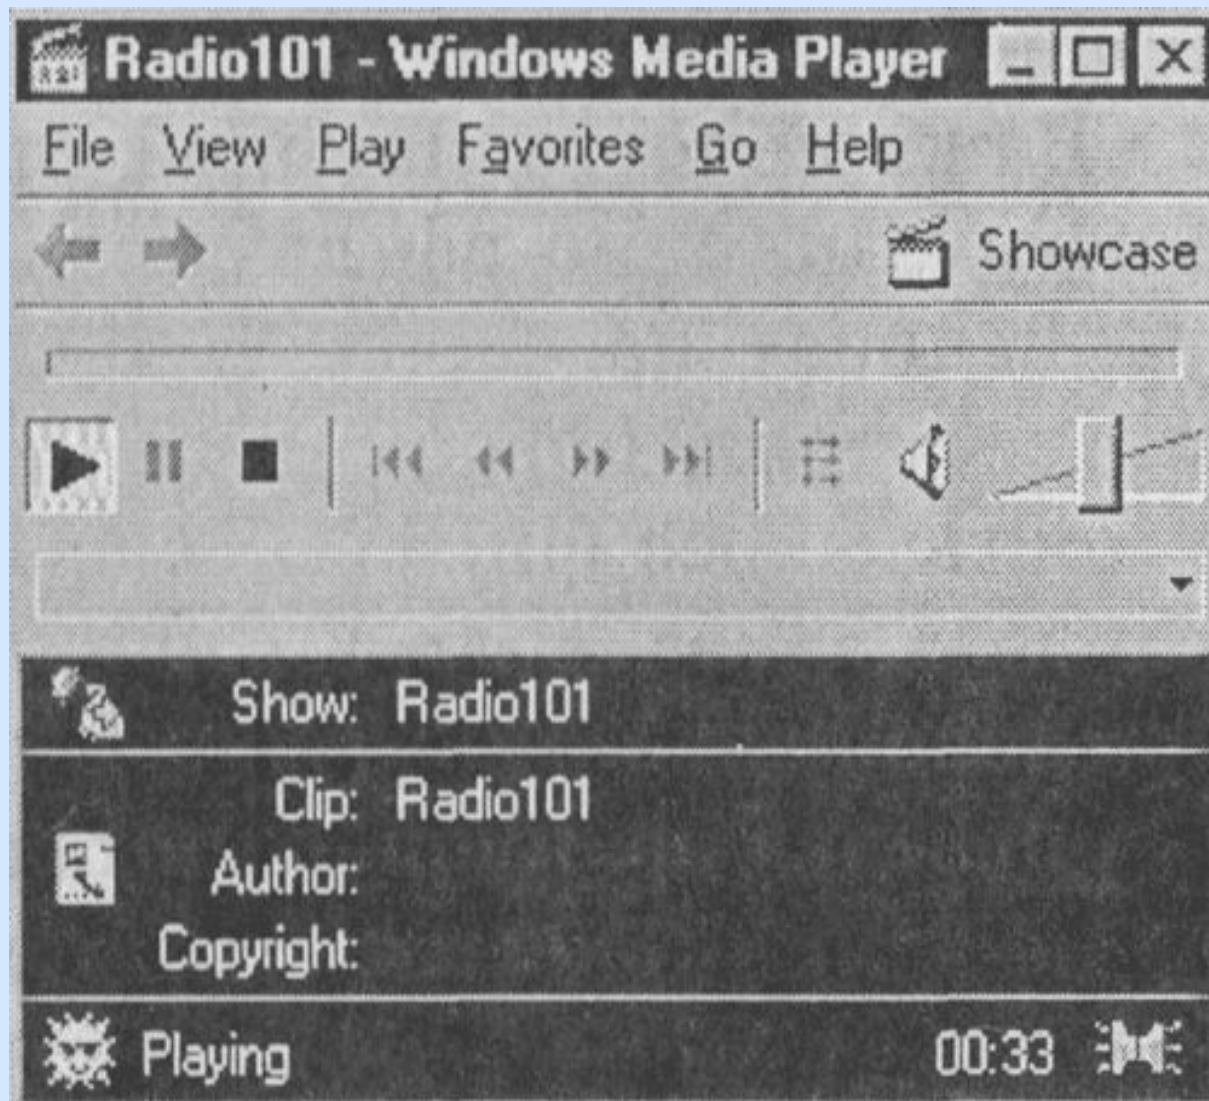 Radio101 - Windows Media Player
File View Play Favorites Go Help
Showcase
Show: Radio101
Clip: Radio101
Author:
Copyright:
Playing 00:33